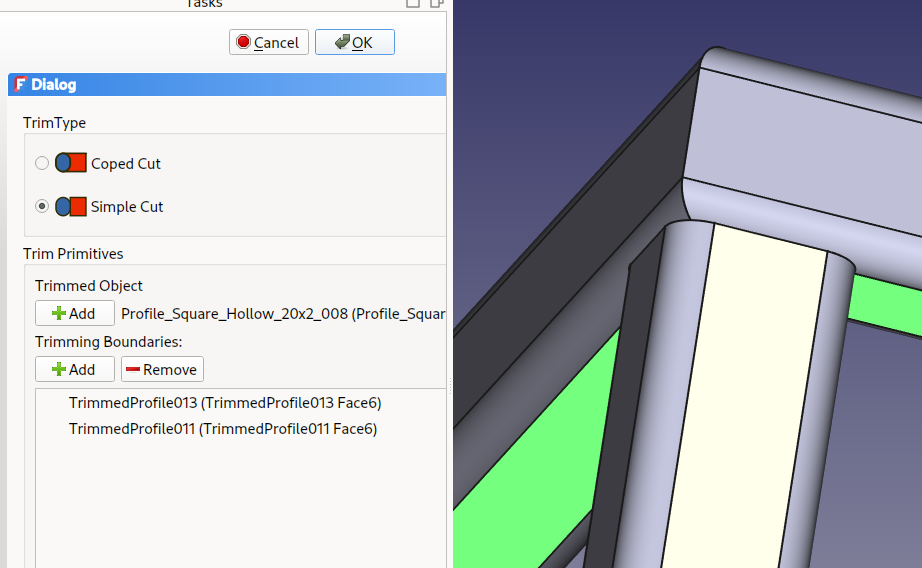 Tasks
Cancel
OK
Dialog
TrimType
Coped Cut
Simple Cut
Trim Primitives
Trimmed Object
Add
Profile_Square_Hollow_20x2_008 (Profile_Squar
Trimming Boundaries:
Add
Remove
TrimmedProfile013 (TrimmedProfile013 Face6)
TrimmedProfile011 (TrimmedProfile011 Face6)